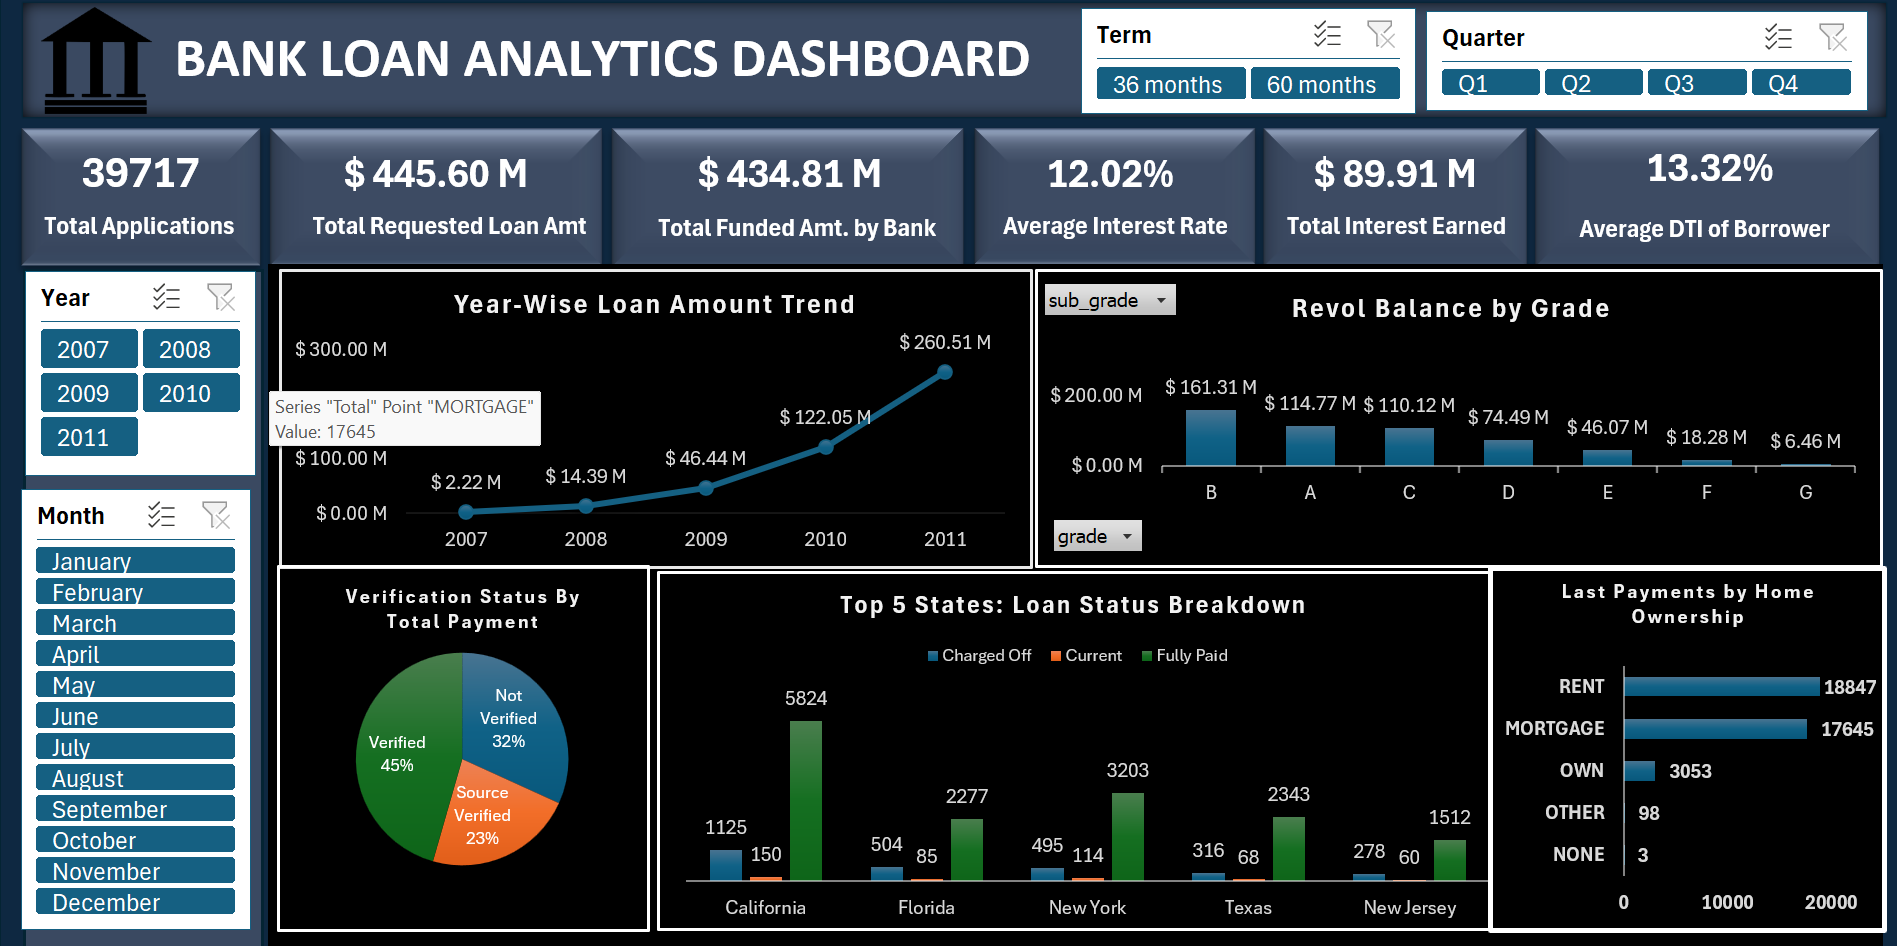 BANK LOAN ANALYTICS DASHBOARD
Term
36 months 60 months
Quarter
Q1 Q2 Q3 Q4
39717
Total Applications
$ 445.60 M
Total Requested Loan Amt
$ 434.81 M
Total Funded Amt. by Bank
12.02%
Average Interest Rate
$ 89.91 M
Total Interest Earned
13.32%
Average DTI of Borrower
Year
2007 2008
2009 2010
2011
Month
January
February
March
April
May
June
July
August
September
October
November
December
Year-Wise Loan Amount Trend
$ 300.00 M
$ 100.00 M
$ 0.00 M
$ 2.22 M
$ 14.39 M
$ 46.44 M
$ 122.05 M
$ 260.51 M
2007 2008 2009 2010 2011
Series "Total" Point "MORTGAGE"
Value: 17645
sub_grade
Revol Balance by Grade
$ 200.00 M
$ 0.00 M
$ 161.31 M $ 114.77 M $ 110.12 M $ 74.49 M $ 46.07 M $ 18.28 M $ 6.46 M
B A C D E F G
grade
Verification Status By
Total Payment
Not
Verified
32%
Verified
45%
Source
Verified
23%
Top 5 States: Loan Status Breakdown
Charged Off Current Fully Paid
1125 150 5824
504 85 2277
495 114 3203
316 68 2343
278 60 1512
California Florida New York Texas New Jersey
Last Payments by Home
Ownership
RENT 18847
MORTGAGE 17645
OWN 3053
OTHER 98
NONE 3
0 10000 20000